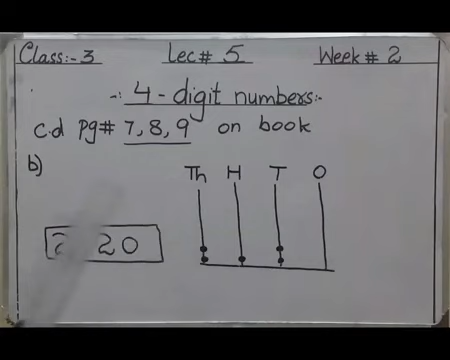 Class:- 3 Lec# 5 Week# 2
-: 4 - digit numbers:-
c.d pg# 7,8,9 on book
b)
Th H T O
20